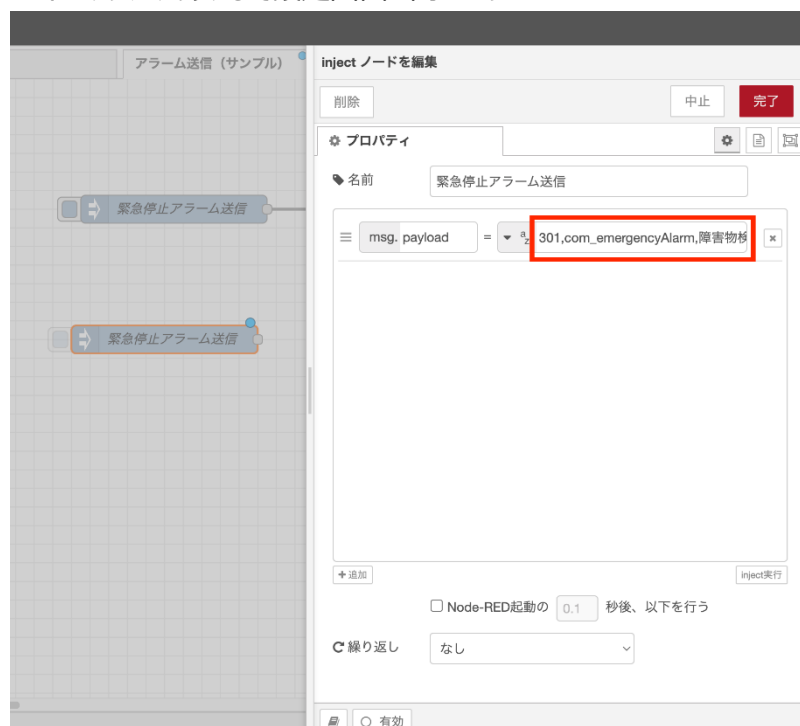 アラーム送信（サンプル）
inject ノードを編集
削除
中止
完了
プロパティ
名前
緊急停止アラーム送信
緊急停止アラーム送信
msg. payload
=
az
301,com_emergencyAlarm,障害物検
緊急停止アラーム送信
+追加
inject実行
Node-RED起動の 0.1 秒後、以下を行う
繰り返し
なし
有効